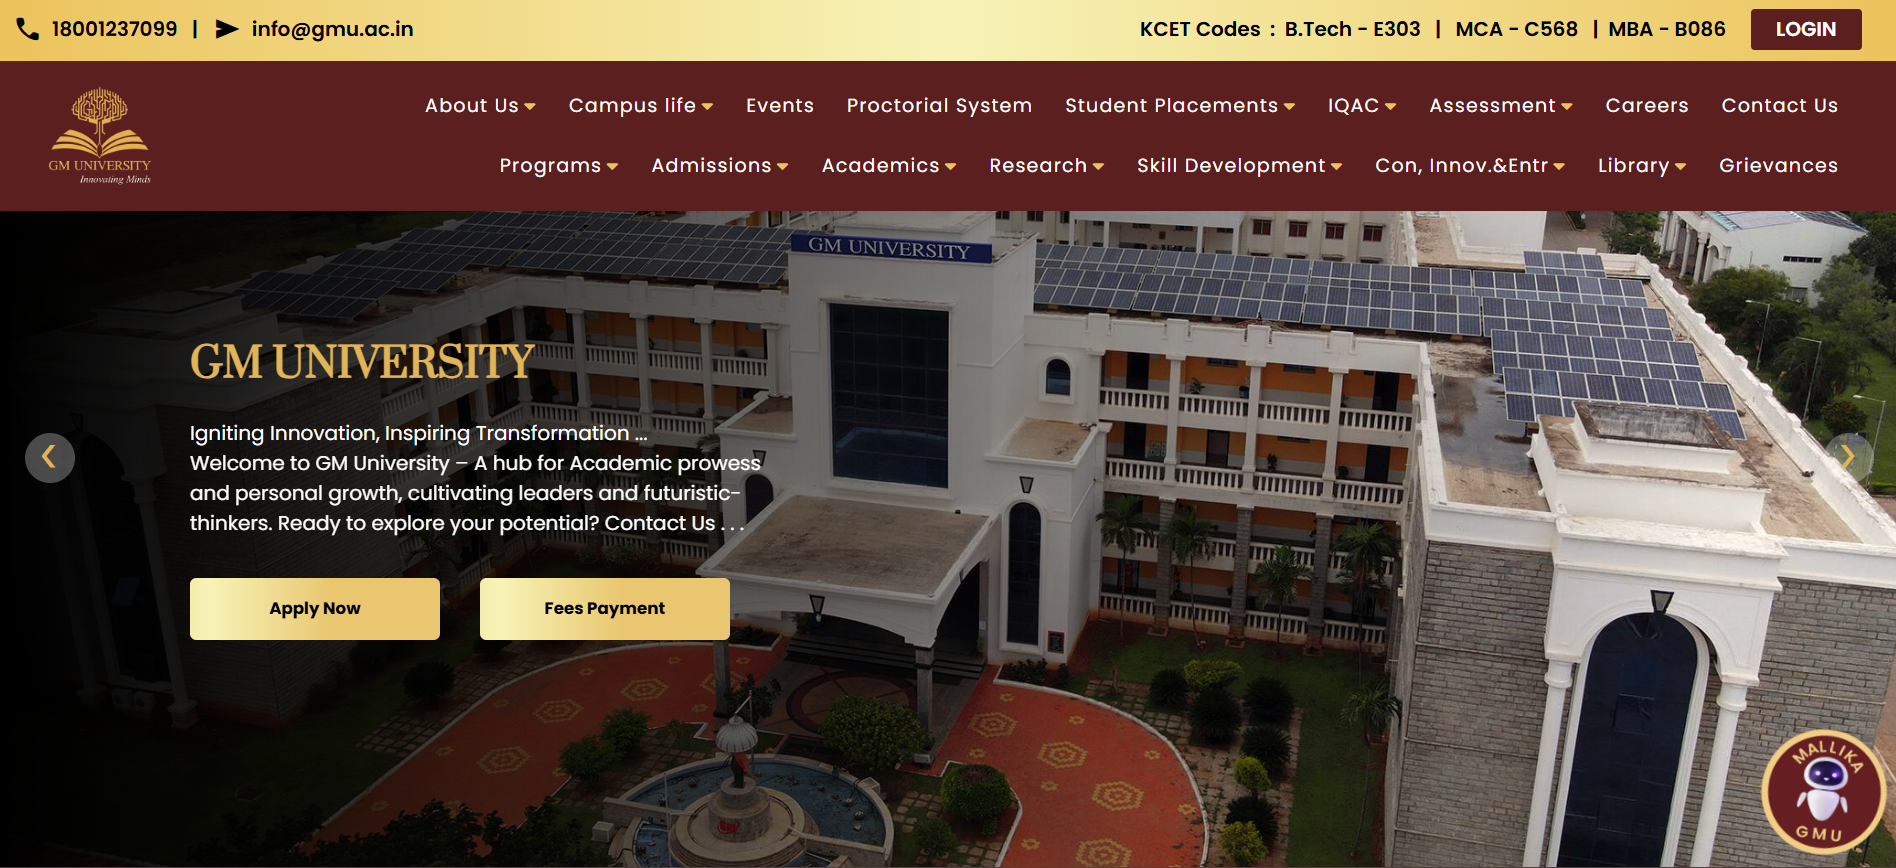 18001237099 | info@gmu.ac.in KCET Codes : B.Tech - E303 | MCA - C568 | MBA - B086 LOGIN
About Us Campus life Events Proctorial System Student Placements IQAC Assessment Careers Contact Us
GM UNIVERSITY
Innovating Minds
Programs Admissions Academics Research Skill Development Con, Innov.&Entr Library Grievances
GM UNIVERSITY
GM UNIVERSITY
Igniting Innovation, Inspiring Transformation ...
Welcome to GM University – A hub for Academic prowess
and personal growth, cultivating leaders and futuristic-
thinkers. Ready to explore your potential? Contact Us . . .
Apply Now Fees Payment
MALLIKA
GMU